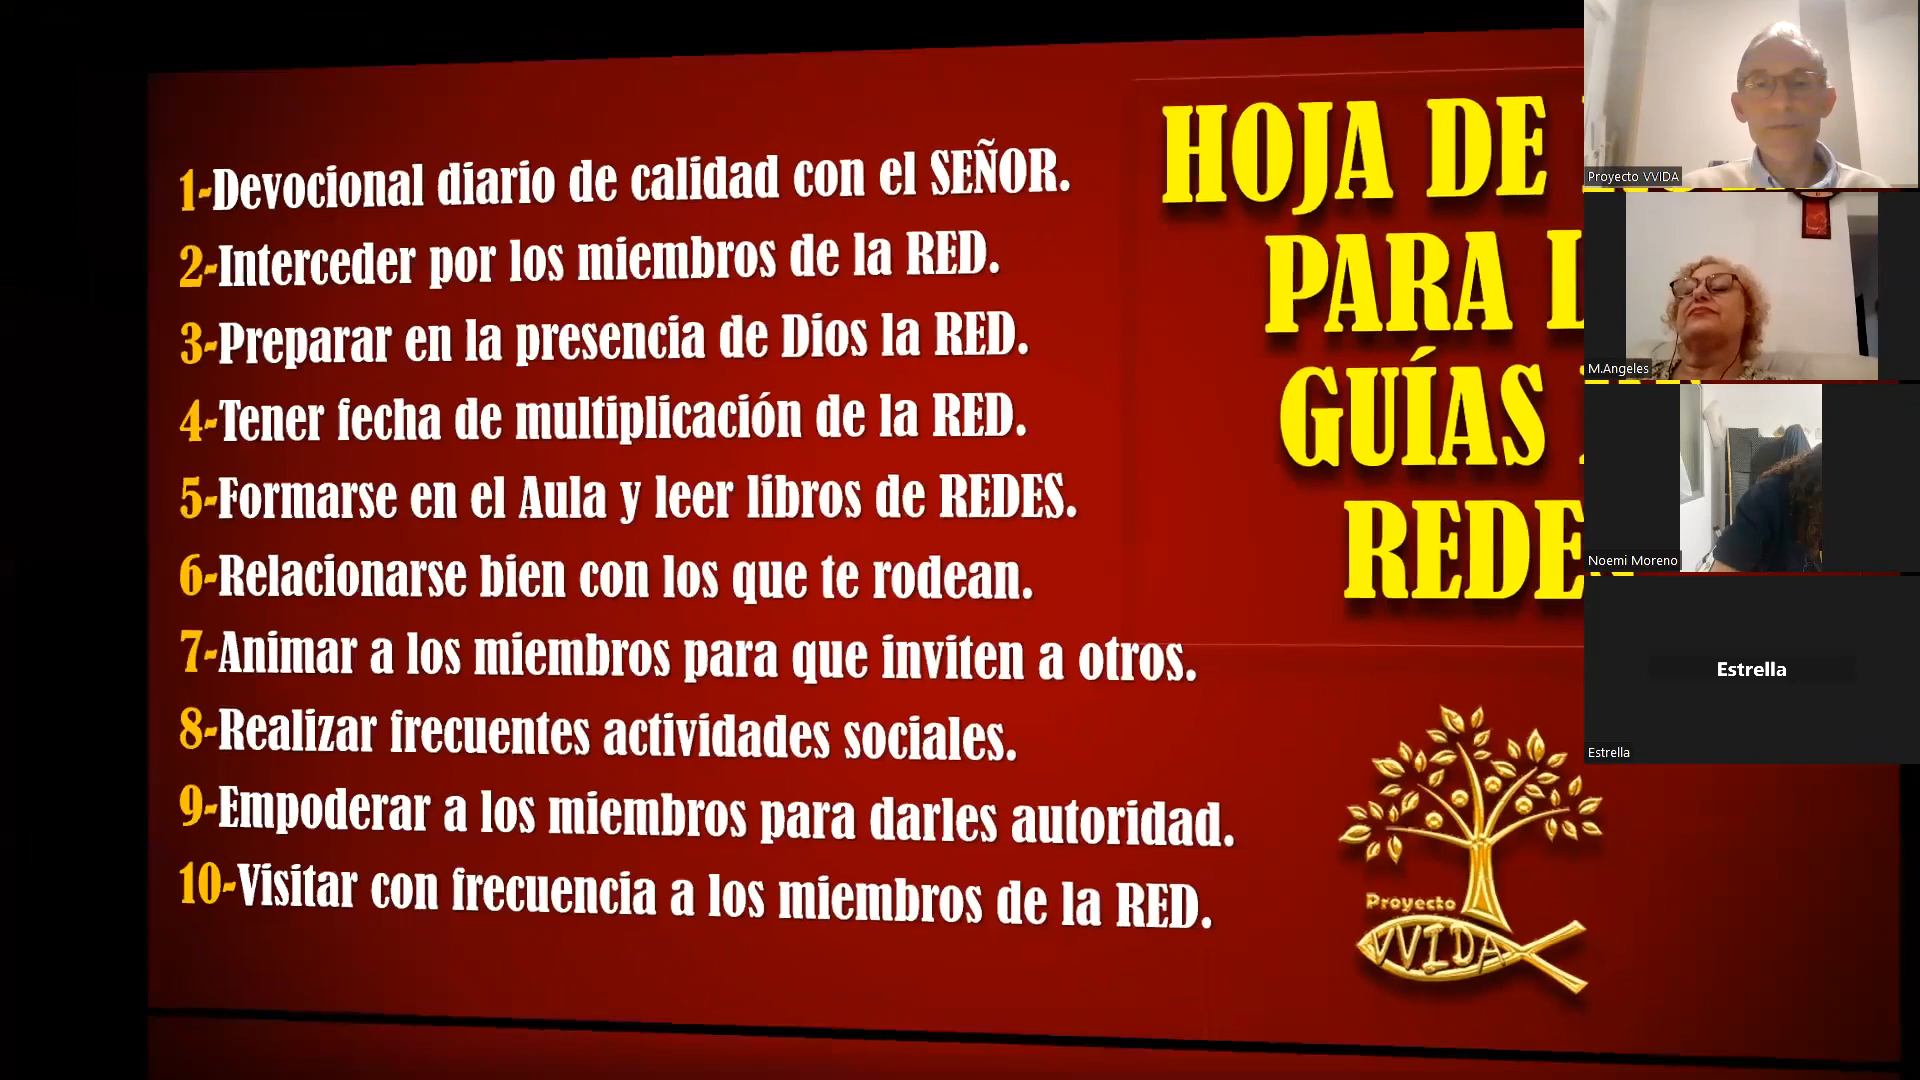 1-Devocional diario de calidad con el SEÑOR.
2-Interceder por los miembros de la RED.
3-Preparar en la presencia de Dios la RED.
4-Tener fecha de multiplicación de la RED.
5-Formarse en el Aula y leer libros de REDES.
6-Relacionarse bien con los que te rodean.
7-Animar a los miembros para que inviten a otros.
8-Realizar frecuentes actividades sociales.
9-Empoderar a los miembros para darles autoridad.
10-Visitar con frecuencia a los miembros de la RED.
HOJA DE
PARA
GUÍAS
Proyecto
VVIDA
Proyecto VVIDA
M.Angeles
Noemi Moreno
Estrella
Estrella